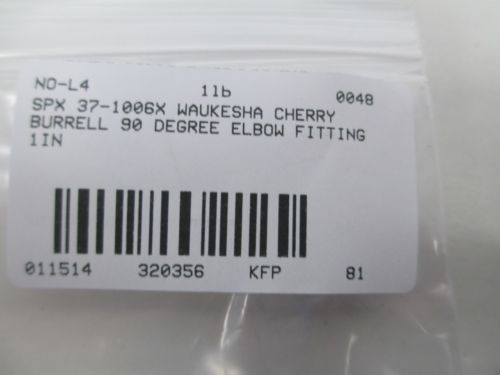 NO-L4 1lb 0048
SPX 37-1006X WAUKESHA CHERRY
BURRELL 90 DEGREE ELBOW FITTING
1IN
011514 320356 KFP 81